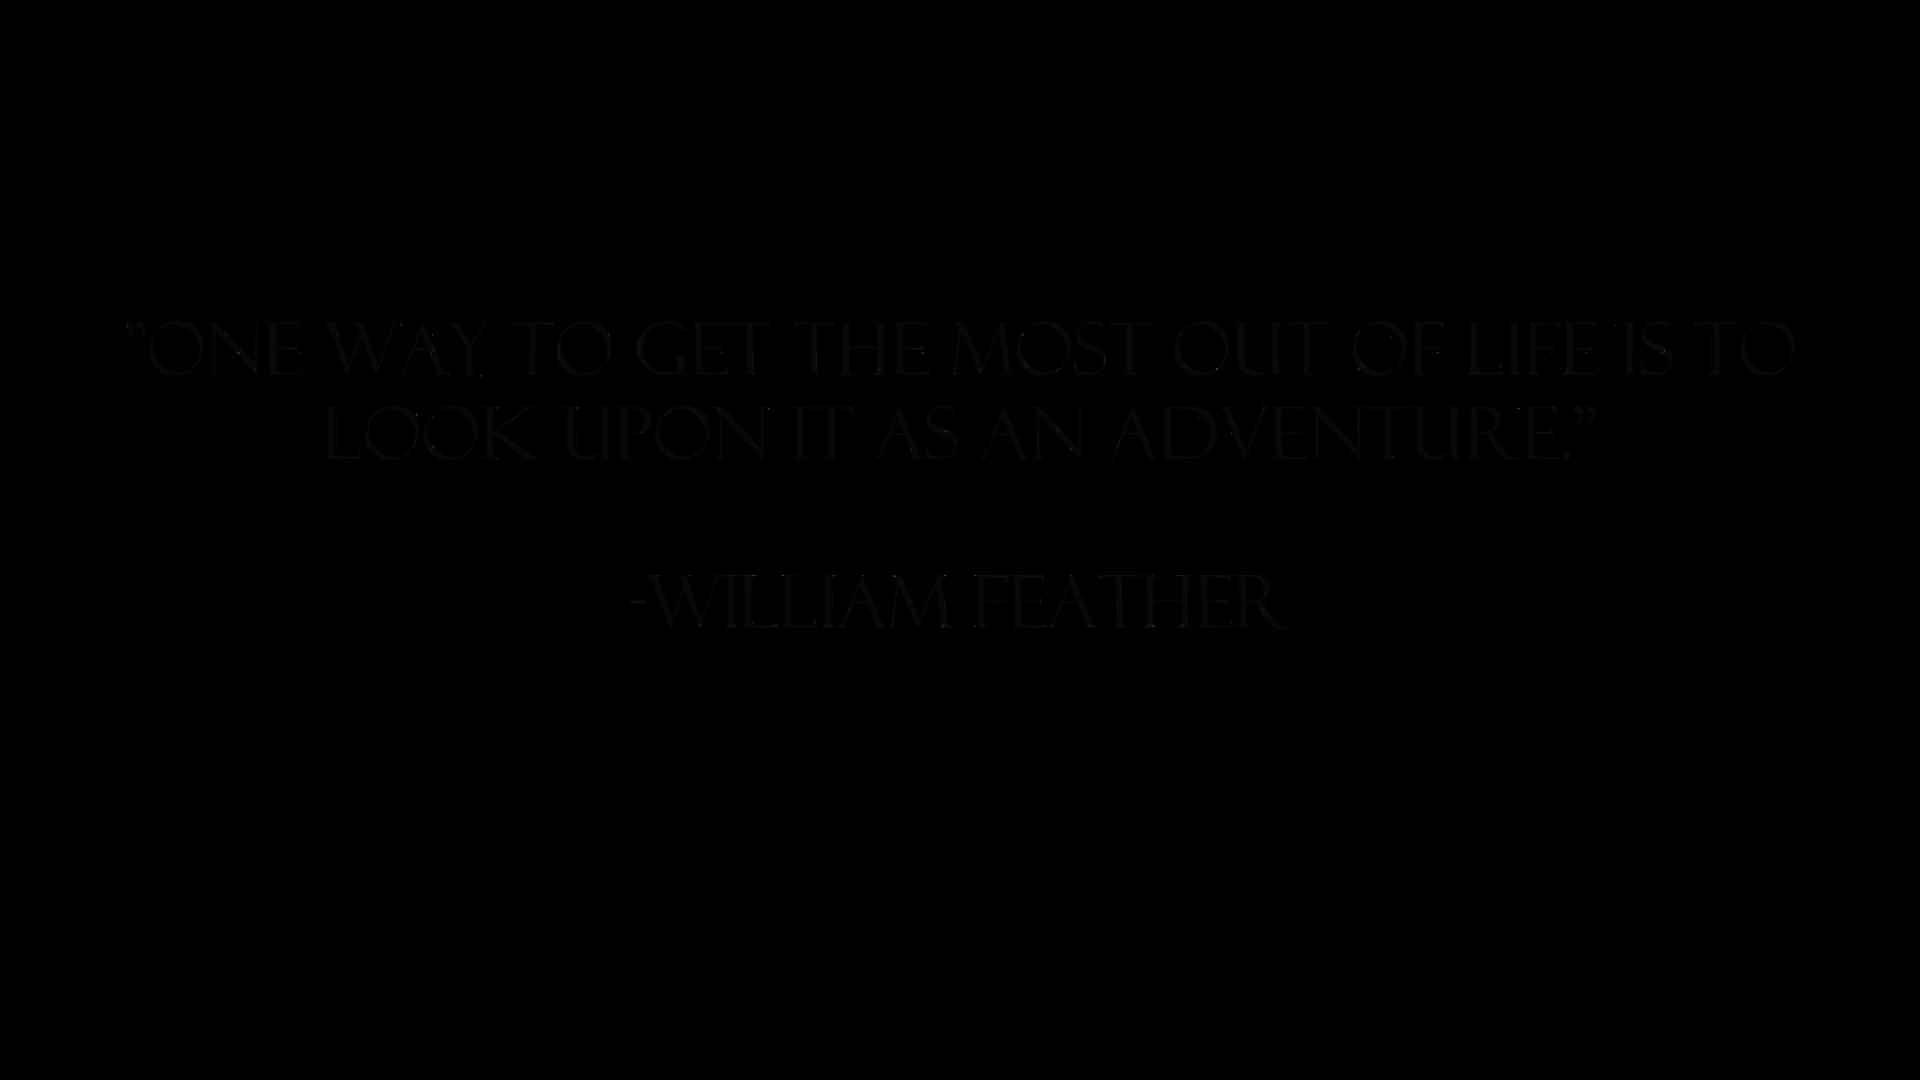 ”ONE WAY TO GET THE MOST OUT OF LIFE IS TO
LOOK UPON IT AS AN ADVENTURE.”
-WILLIAM FEATHER